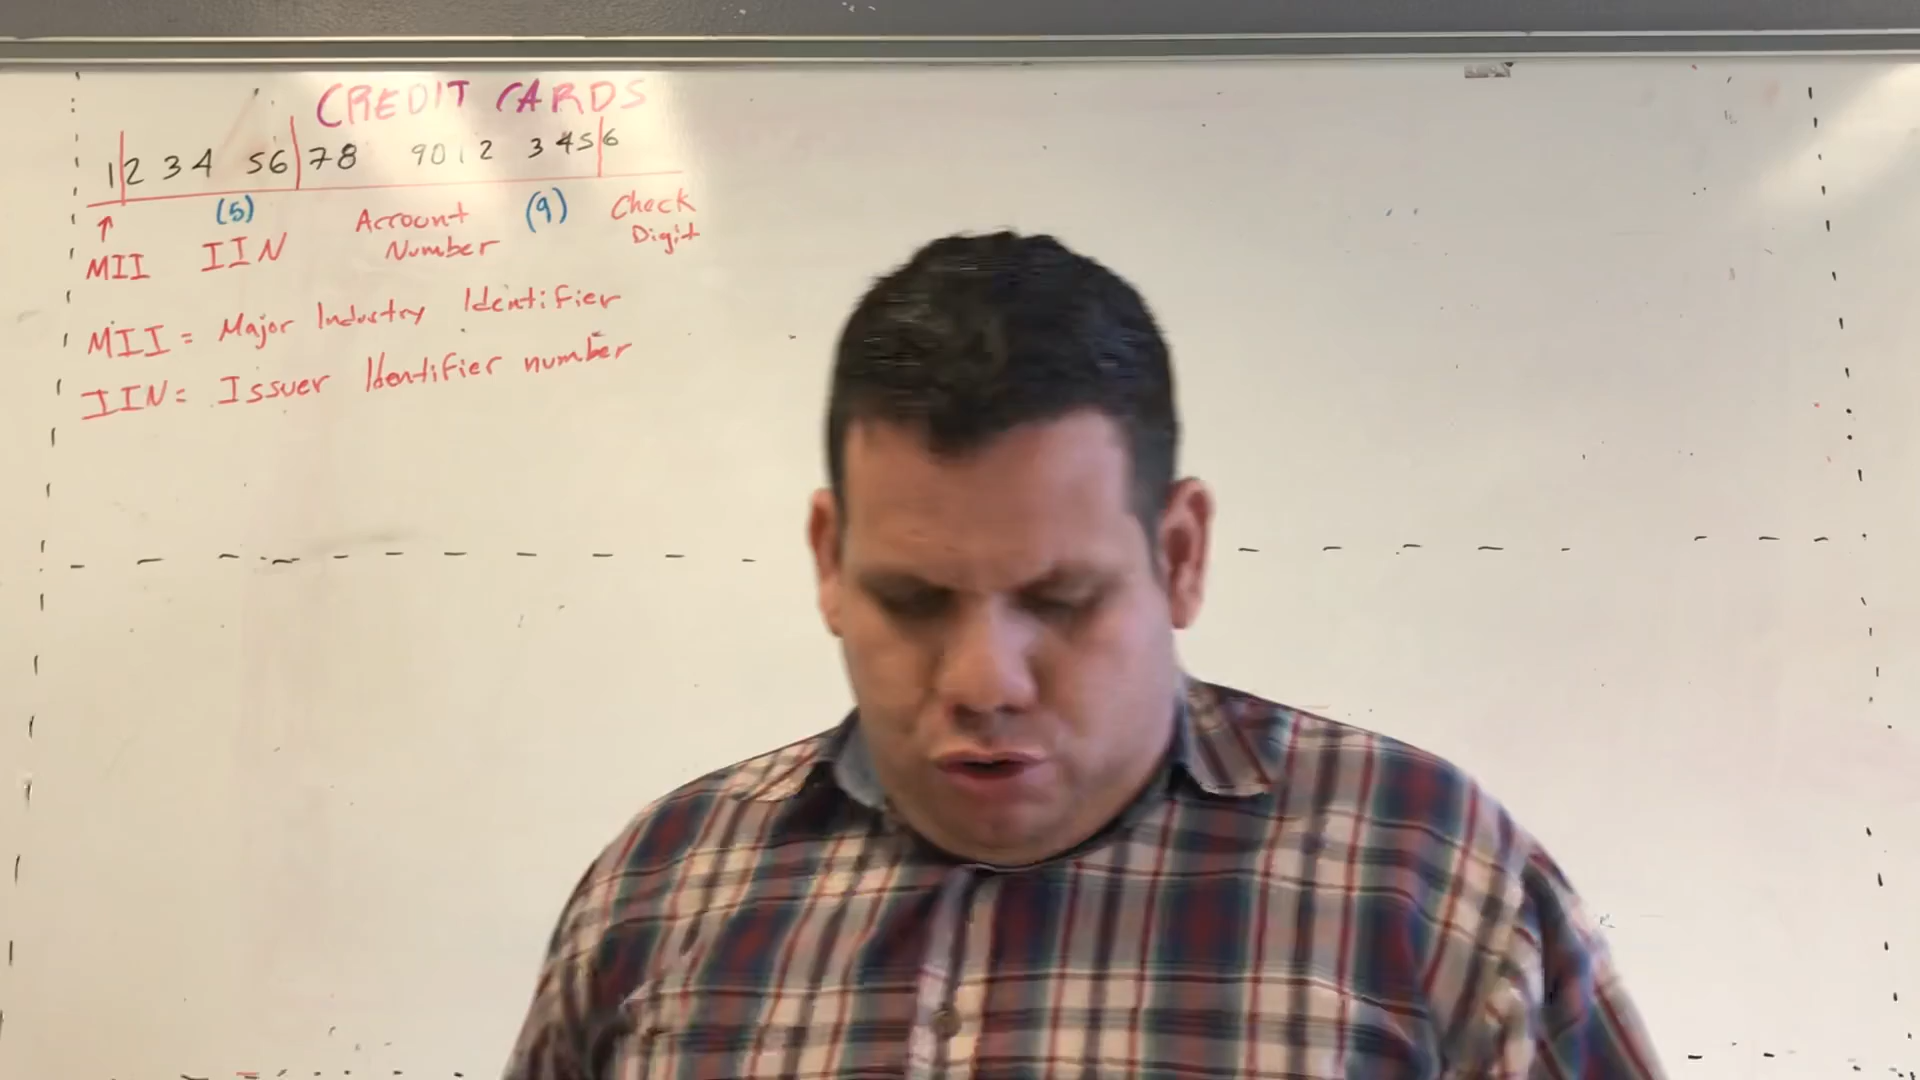 CREDIT CARDS
1 2 3 4 5 6 7 8 9 0 1 2 3 4 5 6
(5) (9)
MII IIN Account Number Check Digit
MII = Major Industry Identifier
IIN = Issuer Identifier number